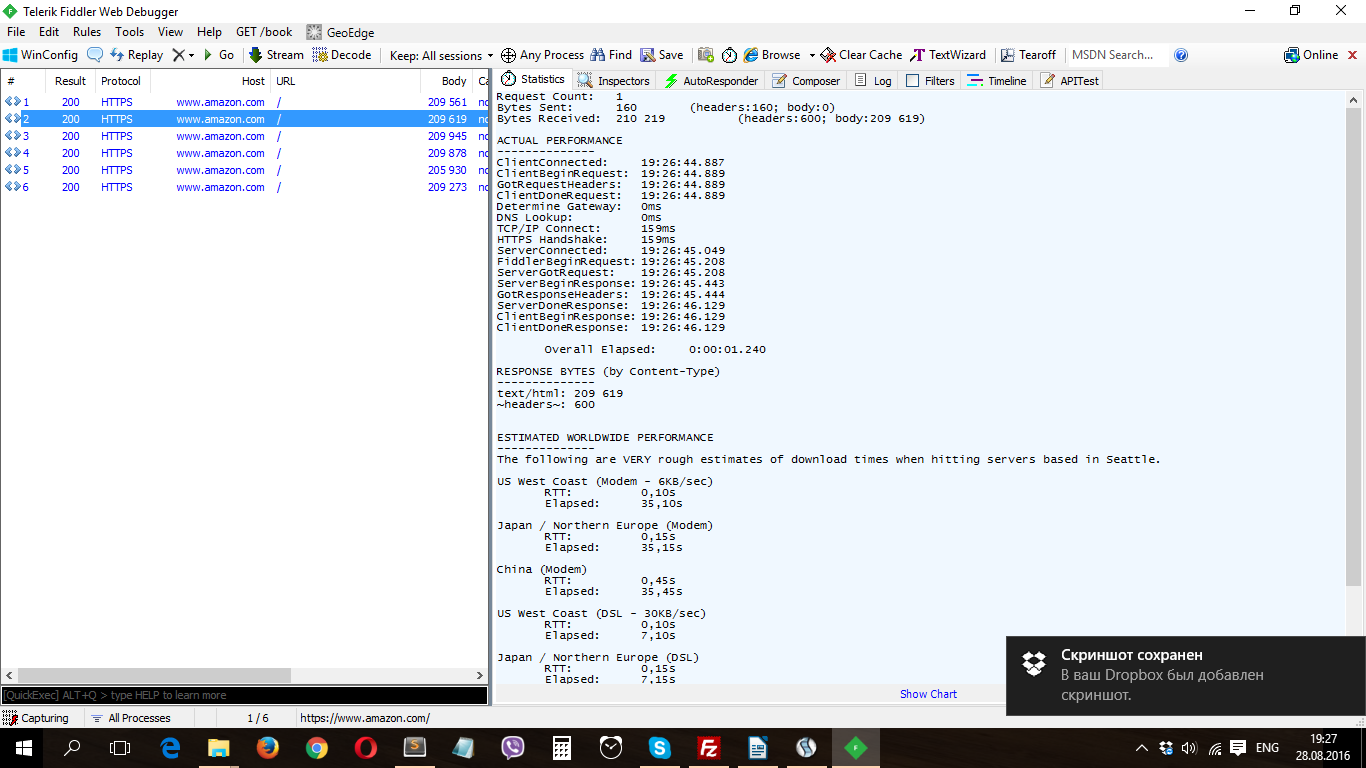 Telerik Fiddler Web Debugger
File Edit Rules Tools View Help GET /book GeoEdge
WinConfig Replay Go Stream Decode Keep: All sessions Any Process Find Save Browse Clear Cache TextWizard Tearoff MSDN Search... Online
# Result Protocol Host URL Body Ca
1 200 HTTPS www.amazon.com / 209 561 no
2 200 HTTPS www.amazon.com / 209 619 no
3 200 HTTPS www.amazon.com / 209 945 no
4 200 HTTPS www.amazon.com / 209 878 no
5 200 HTTPS www.amazon.com / 205 930 no
6 200 HTTPS www.amazon.com / 209 273 no
[QuickExec] ALT+Q > type HELP to learn more
Statistics Inspectors AutoResponder Composer Log Filters Timeline APITest
Request Count: 1
Bytes Sent: 160 (headers:160; body:0)
Bytes Received: 210 219 (headers:600; body:209 619)
ACTUAL PERFORMANCE
--------------
ClientConnected: 19:26:44.887
ClientBeginRequest: 19:26:44.889
GotRequestHeaders: 19:26:44.889
ClientDoneRequest: 19:26:44.889
Determine Gateway: 0ms
DNS Lookup: 0ms
TCP/IP Connect: 159ms
HTTPS Handshake: 159ms
ServerConnected: 19:26:45.049
FiddlerBeginRequest: 19:26:45.208
ServerGotRequest: 19:26:45.208
ServerBeginResponse: 19:26:45.443
GotResponseHeaders: 19:26:45.444
ServerDoneResponse: 19:26:46.129
ClientBeginResponse: 19:26:46.129
ClientDoneResponse: 19:26:46.129
Overall Elapsed: 0:00:01.240
RESPONSE BYTES (by Content-Type)
--------------
text/html: 209 619
~headers~: 600
ESTIMATED WORLDWIDE PERFORMANCE
--------------
The following are VERY rough estimates of download times when hitting servers based in Seattle.
US West Coast (Modem - 6KB/sec)
RTT: 0,10s
Elapsed: 35,10s
Japan / Northern Europe (Modem)
RTT: 0,15s
Elapsed: 35,15s
China (Modem)
RTT: 0,45s
Elapsed: 35,45s
US West Coast (DSL - 30KB/sec)
RTT: 0,10s
Elapsed: 7,10s
Japan / Northern Europe (DSL)
RTT: 0,15s
Elapsed: 7,15s
Show Chart
Скриншот сохранен
В ваш Dropbox был добавлен
скриншот.
Capturing All Processes 1 / 6 https://www.amazon.com/
ENG
19:27
28.08.2016